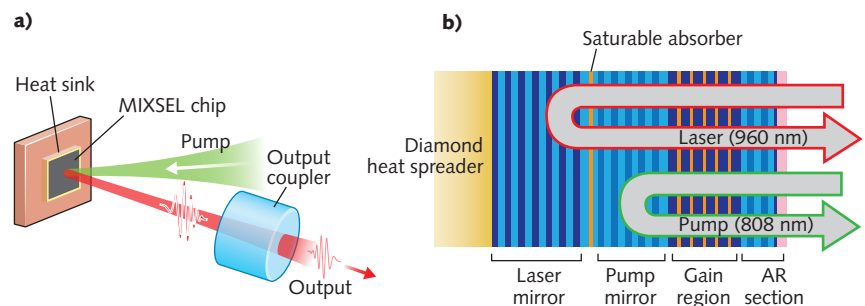 a)
Heat sink
MIXSEL chip
Pump
Output
coupler
Output
b)
Saturable absorber
Diamond
heat spreader
Laser (960 nm)
Pump (808 nm)
Laser
mirror
Pump
mirror
Gain
region
AR
section